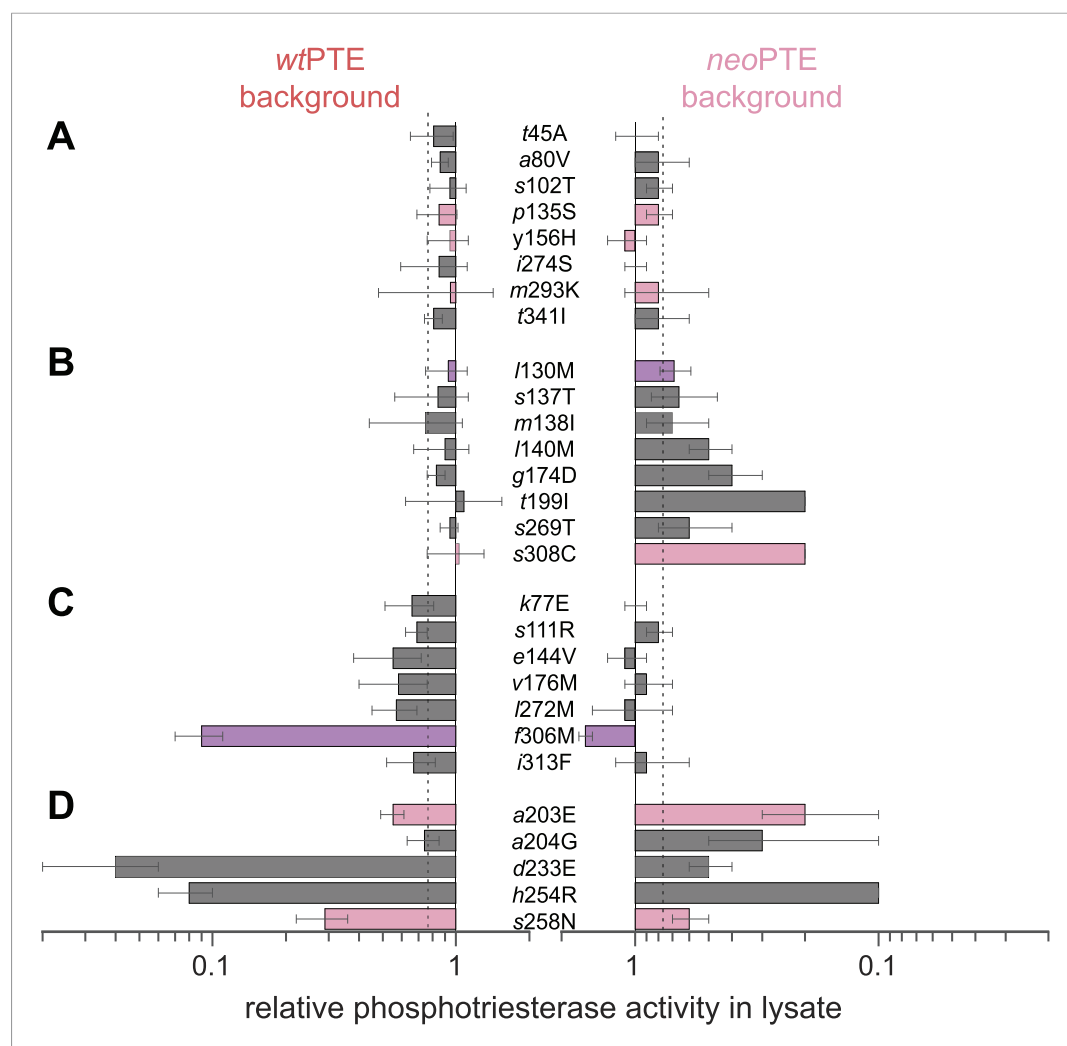 wtPTE
background
neoPTE
background
A
t45A
a80V
s102T
p135S
y156H
i274S
m293K
t341I
B
l130M
s137T
m138I
l140M
g174D
t199I
s269T
s308C
C
k77E
s111R
e144V
v176M
l272M
f306M
i313F
D
a203E
a204G
d233E
h254R
s258N
0.1 1 1 0.1
relative phosphotriesterase activity in lysate